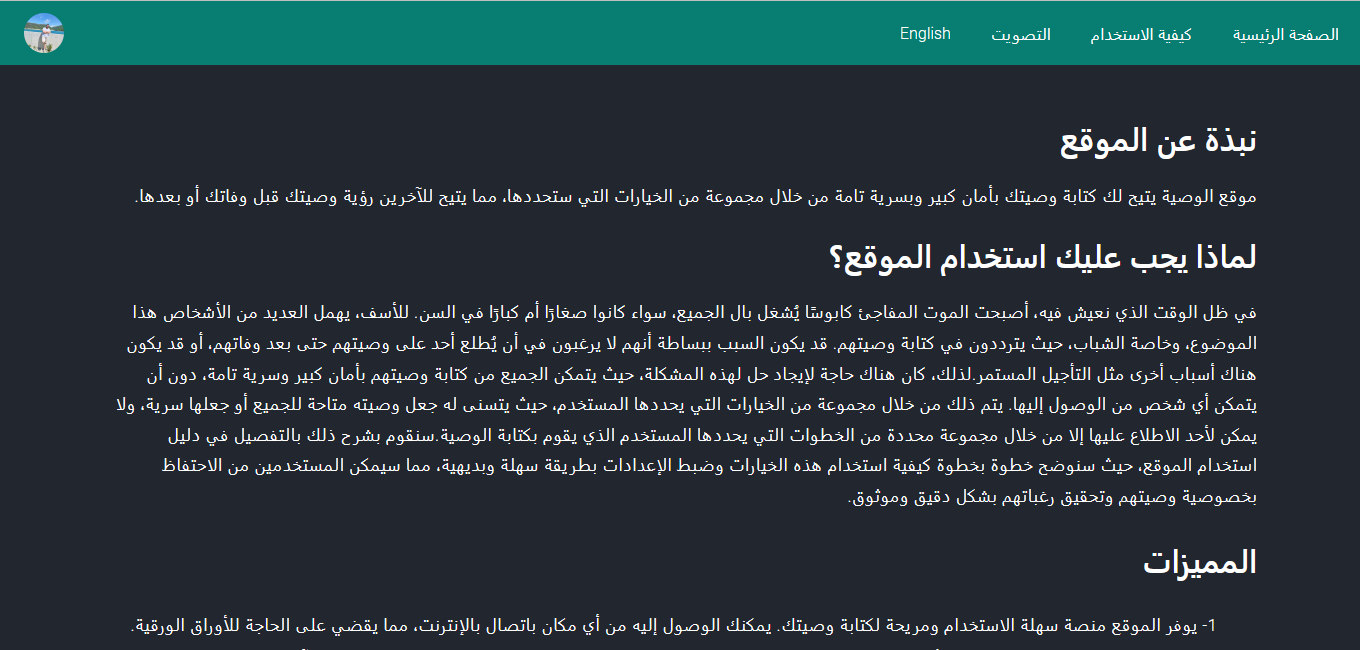 الصفحة الرئيسية
كيفية الاستخدام
التصويت
English
نبذة عن الموقع
موقع الوصية يتيح لك كتابة وصيتك بأمان كبير وبسرية تامة من خلال مجموعة من الخيارات التي ستحددها، مما يتيح للآخرين رؤية وصيتك قبل وفاتك أو بعدها.
لماذا يجب عليك استخدام الموقع؟
في ظل الوقت الذي نعيش فيه، أصبحت الموت المفاجئ كابوسًا يُشغل بال الجميع، سواء كانوا صغارًا أم كبارًا في السن. للأسف، يهمل العديد من الأشخاص هذا
الموضوع، وخاصة الشباب، حيث يترددون في كتابة وصيتهم. قد يكون السبب ببساطة أنهم لا يرغبون في أن يُطلع أحد على وصيتهم حتى بعد وفاتهم، أو قد يكون
هناك أسباب أخرى مثل التأجيل المستمر.لذلك، كان هناك حاجة لإيجاد حل لهذه المشكلة، حيث يتمكن الجميع من كتابة وصيتهم بأمان كبير وسرية تامة، دون أن
يتمكن أي شخص من الوصول إليها. يتم ذلك من خلال مجموعة من الخيارات التي يحددها المستخدم، حيث يتسنى له جعل وصيته متاحة للجميع أو جعلها سرية، ولا
يمكن لأحد الاطلاع عليها إلا من خلال مجموعة محددة من الخطوات التي يحددها المستخدم الذي يقوم بكتابة الوصية.سنقوم بشرح ذلك بالتفصيل في دليل
استخدام الموقع، حيث سنوضح خطوة بخطوة كيفية استخدام هذه الخيارات وضبط الإعدادات بطريقة سهلة وبديهية، مما سيمكن المستخدمين من الاحتفاظ
بخصوصية وصيتهم وتحقيق رغباتهم بشكل دقيق وموثوق.
المميزات
1- يوفر الموقع منصة سهلة الاستخدام ومريحة لكتابة وصيتك. يمكنك الوصول إليه من أي مكان باتصال بالإنترنت، مما يقضي على الحاجة للأوراق الورقية.